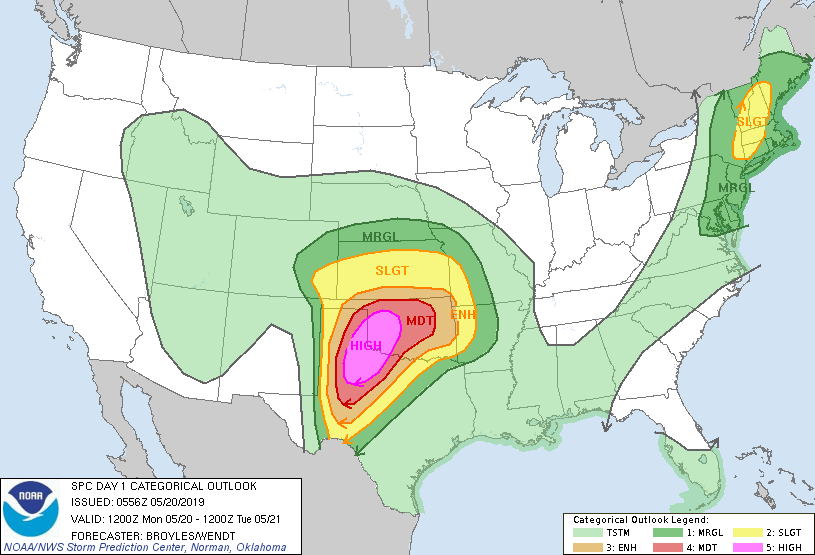 SLGT
MRGL
MRGL
SLGT
ENH
MDT
HIGH
NOAA
SPC DAY 1 CATEGORICAL OUTLOOK
ISSUED: 0556Z 05/20/2019
VALID: 1200Z Mon 05/20 - 1200Z Tue 05/21
FORECASTER: BROYLES/WENDT
NOAA/NWS Storm Prediction Center, Norman, Oklahoma
Categorical Outlook Legend:
TSTM 1: MRGL 2: SLGT
3: ENH 4: MDT 5: HIGH